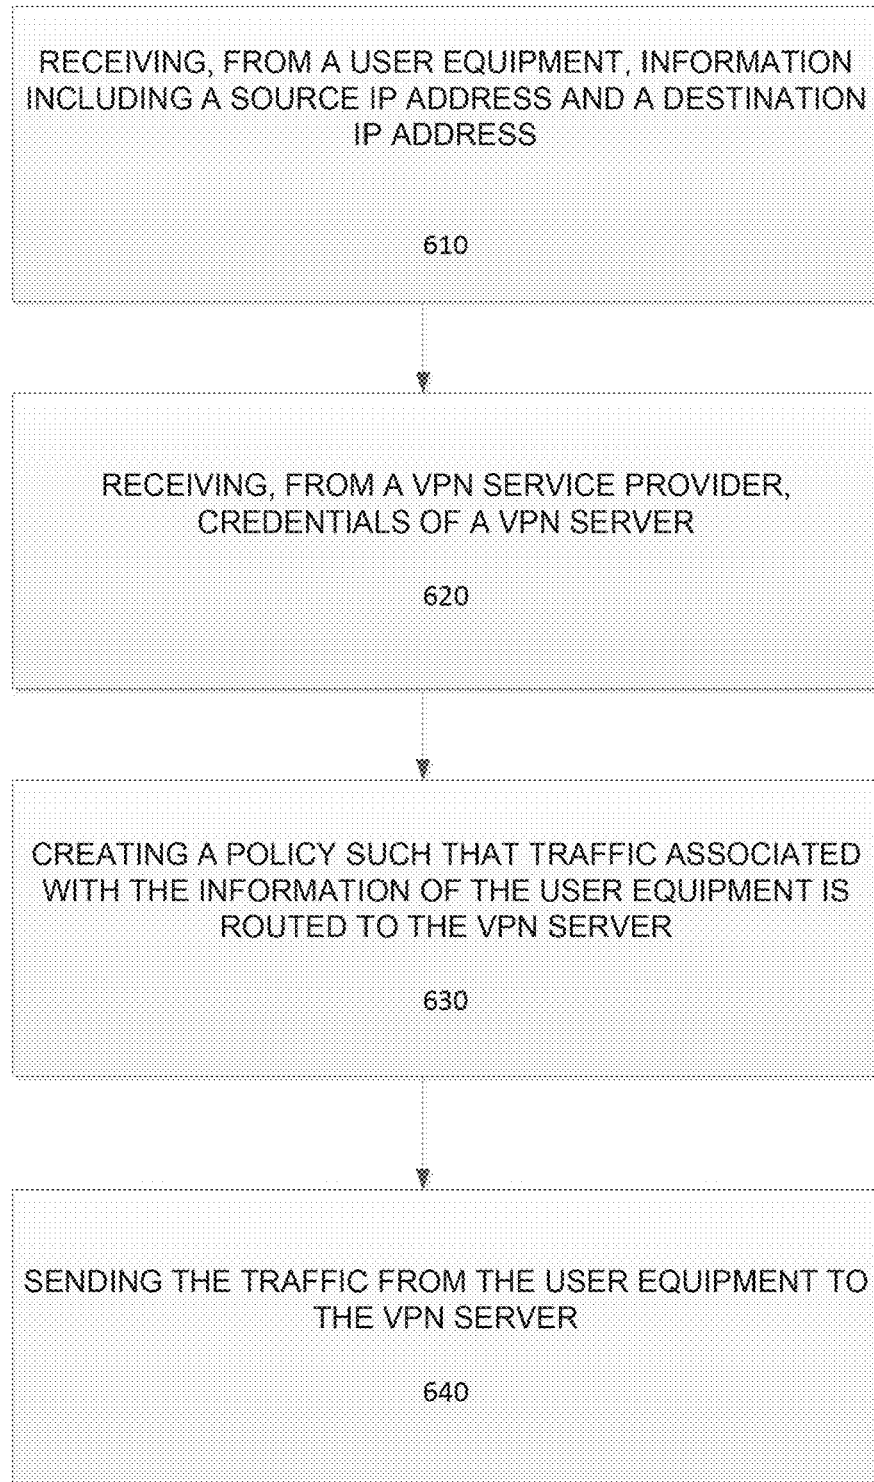 RECEIVING, FROM A USER EQUIPMENT, INFORMATION
INCLUDING A SOURCE IP ADDRESS AND A DESTINATION
IP ADDRESS
610
RECEIVING, FROM A VPN SERVICE PROVIDER,
CREDENTIALS OF A VPN SERVER
620
CREATING A POLICY SUCH THAT TRAFFIC ASSOCIATED
WITH THE INFORMATION OF THE USER EQUIPMENT IS
ROUTED TO THE VPN SERVER
630
SENDING THE TRAFFIC FROM THE USER EQUIPMENT TO
THE VPN SERVER
640